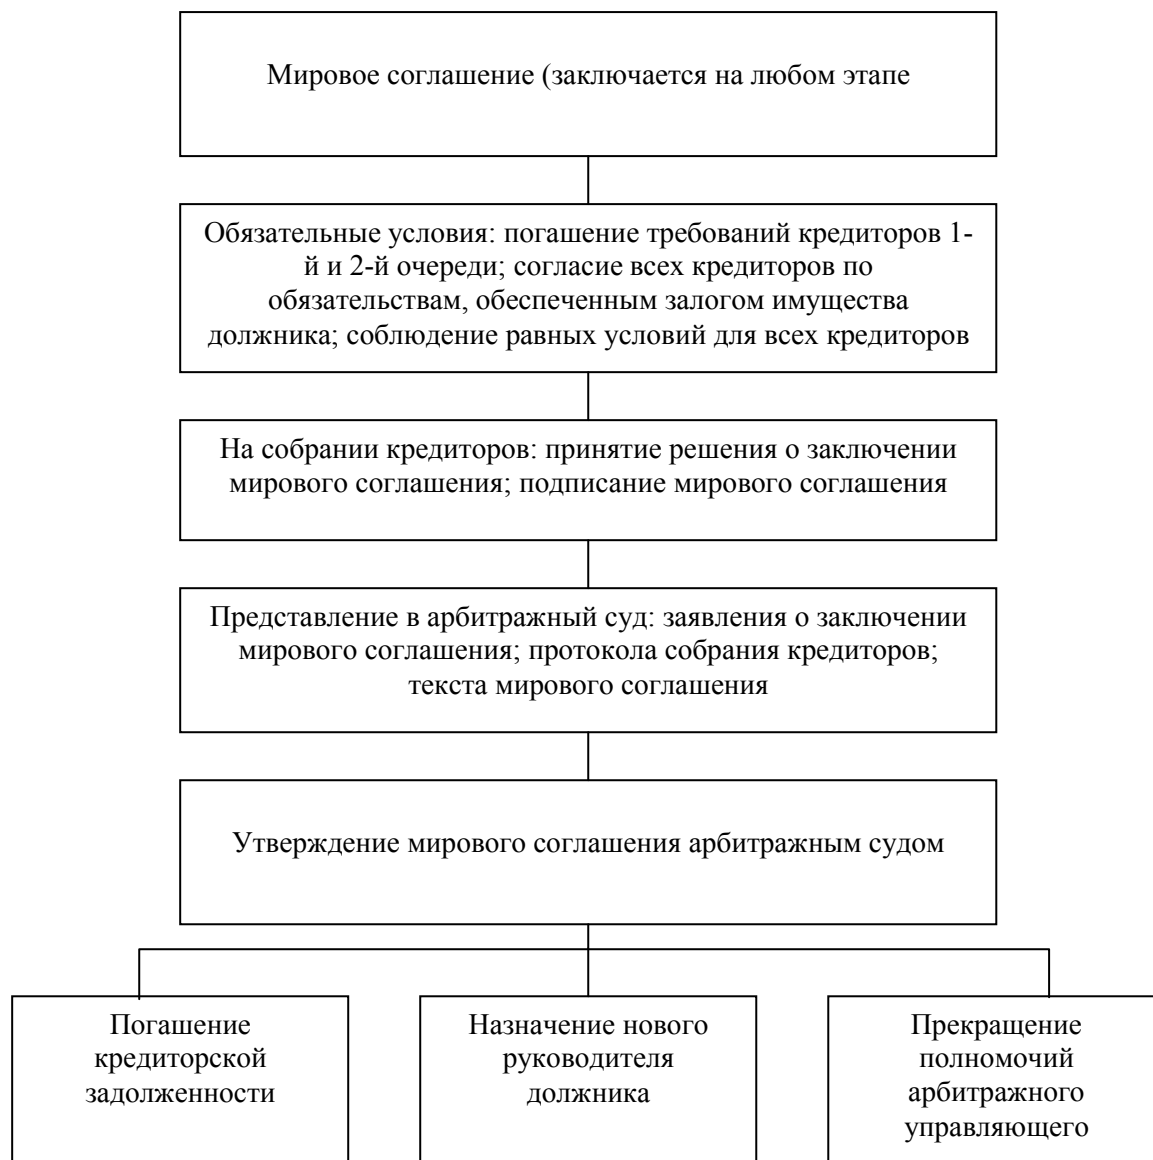 Мировое соглашение (заключается на любом этапе
Обязательные условия: погашение требований кредиторов 1-
й и 2-й очереди; согласие всех кредиторов по
обязательствам, обеспеченным залогом имущества
должника; соблюдение равных условий для всех кредиторов
На собрании кредиторов: принятие решения о заключении
мирового соглашения; подписание мирового соглашения
Представление в арбитражный суд: заявления о заключении
мирового соглашения; протокола собрания кредиторов;
текста мирового соглашения
Утверждение мирового соглашения арбитражным судом
Погашение
кредиторской
задолженности
Назначение нового
руководителя
должника
Прекращение
полномочий
арбитражного
управляющего